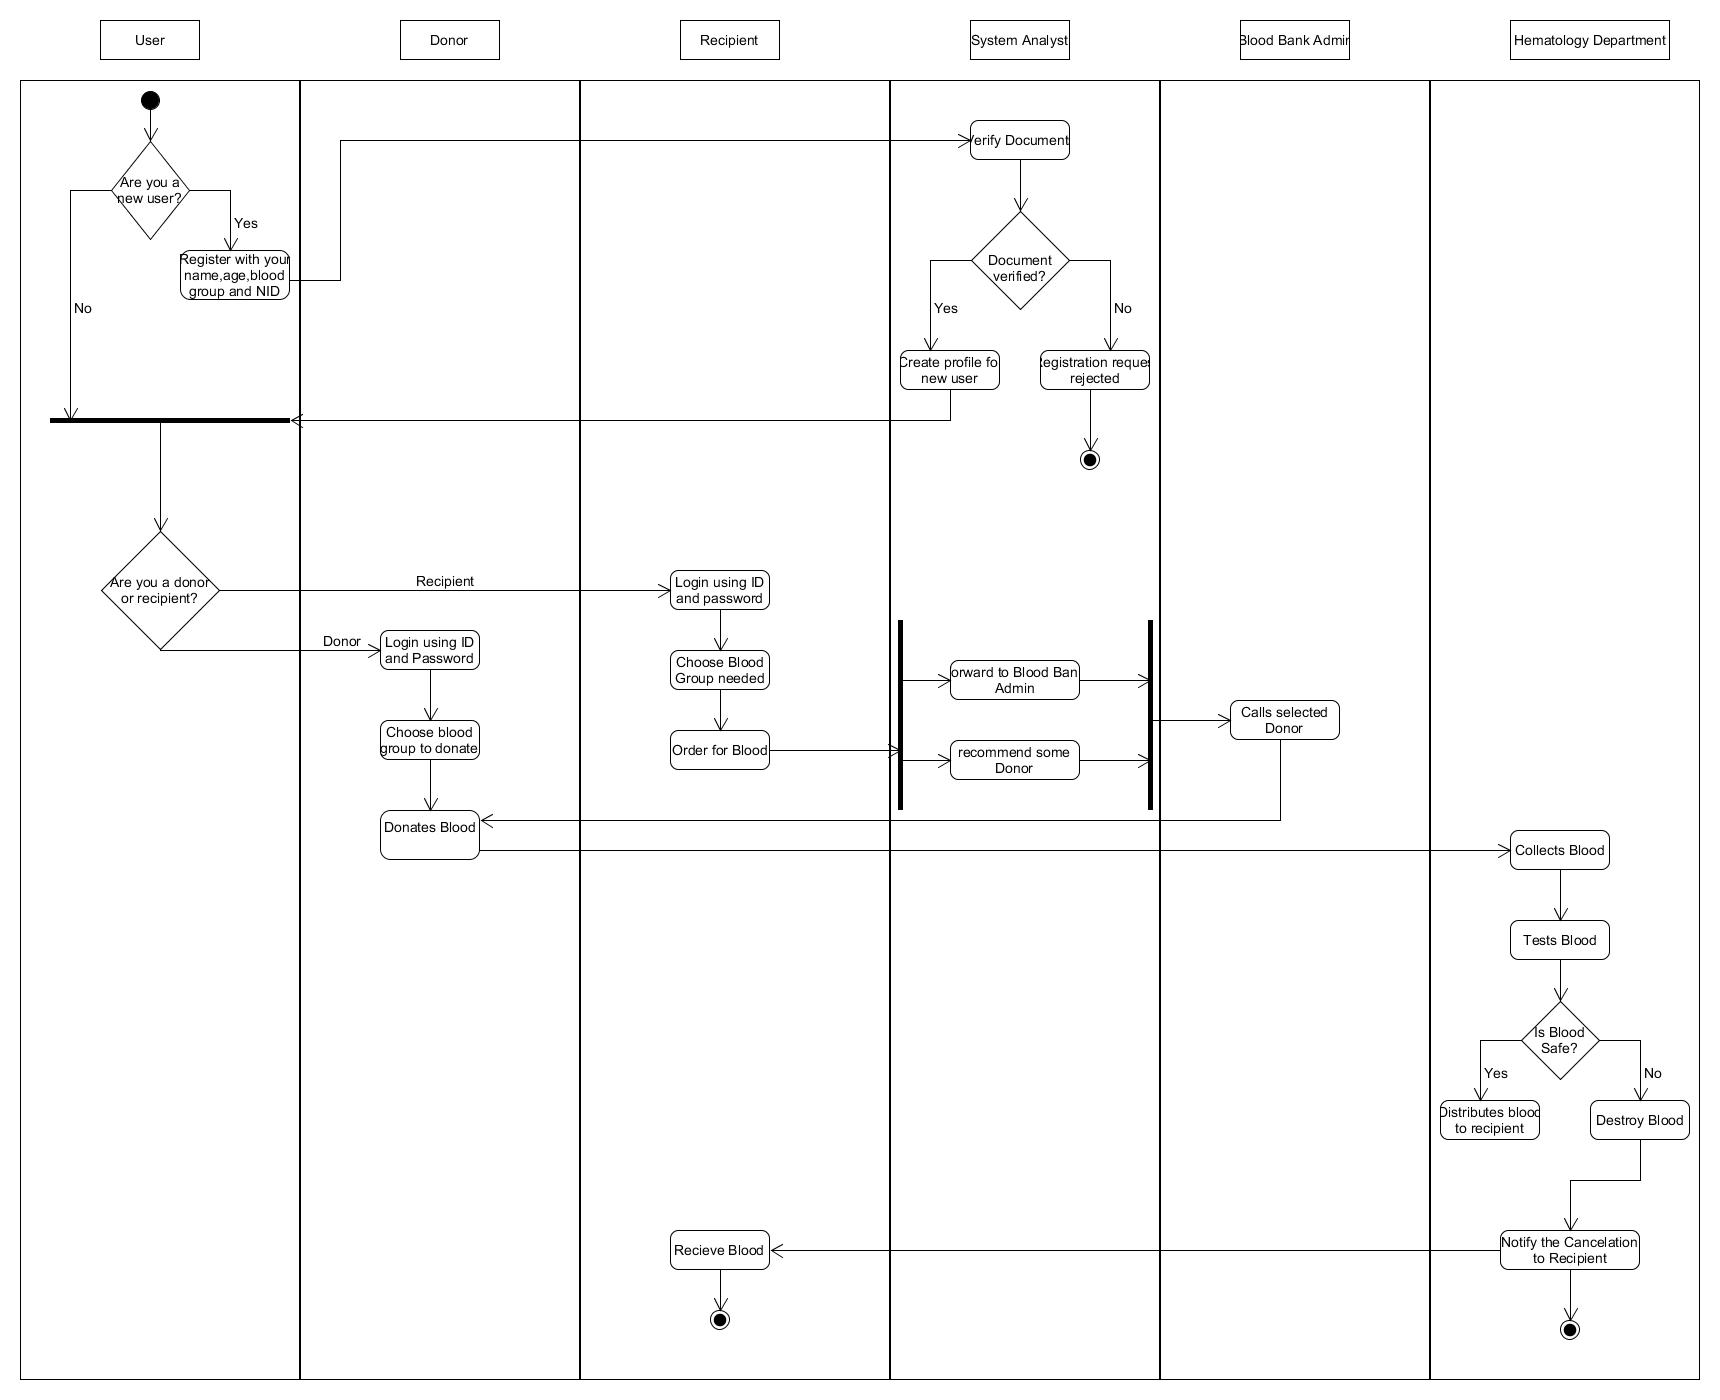 User
Donor
Recipient
System Analyst
Blood Bank Admin
Hematology Department
Are you a
new user?
Yes
No
Register with your
name,age,blood
group and NID
erify Document
Document
verified?
Yes
No
Create profile fo
new user
egistration reques
rejected
Are you a donor
or recipient?
Recipient
Donor
Login using ID
and password
Login using ID
and Password
Choose Blood
Group needed
Choose blood
group to donate
Order for Blood
orward to Blood Ban
Admin
recommend some
Donor
Calls selected
Donor
Donates Blood
Collects Blood
Tests Blood
Is Blood
Safe?
Yes
No
Distributes blood
to recipient
Destroy Blood
Recieve Blood
Notify the Cancelation
to Recipient